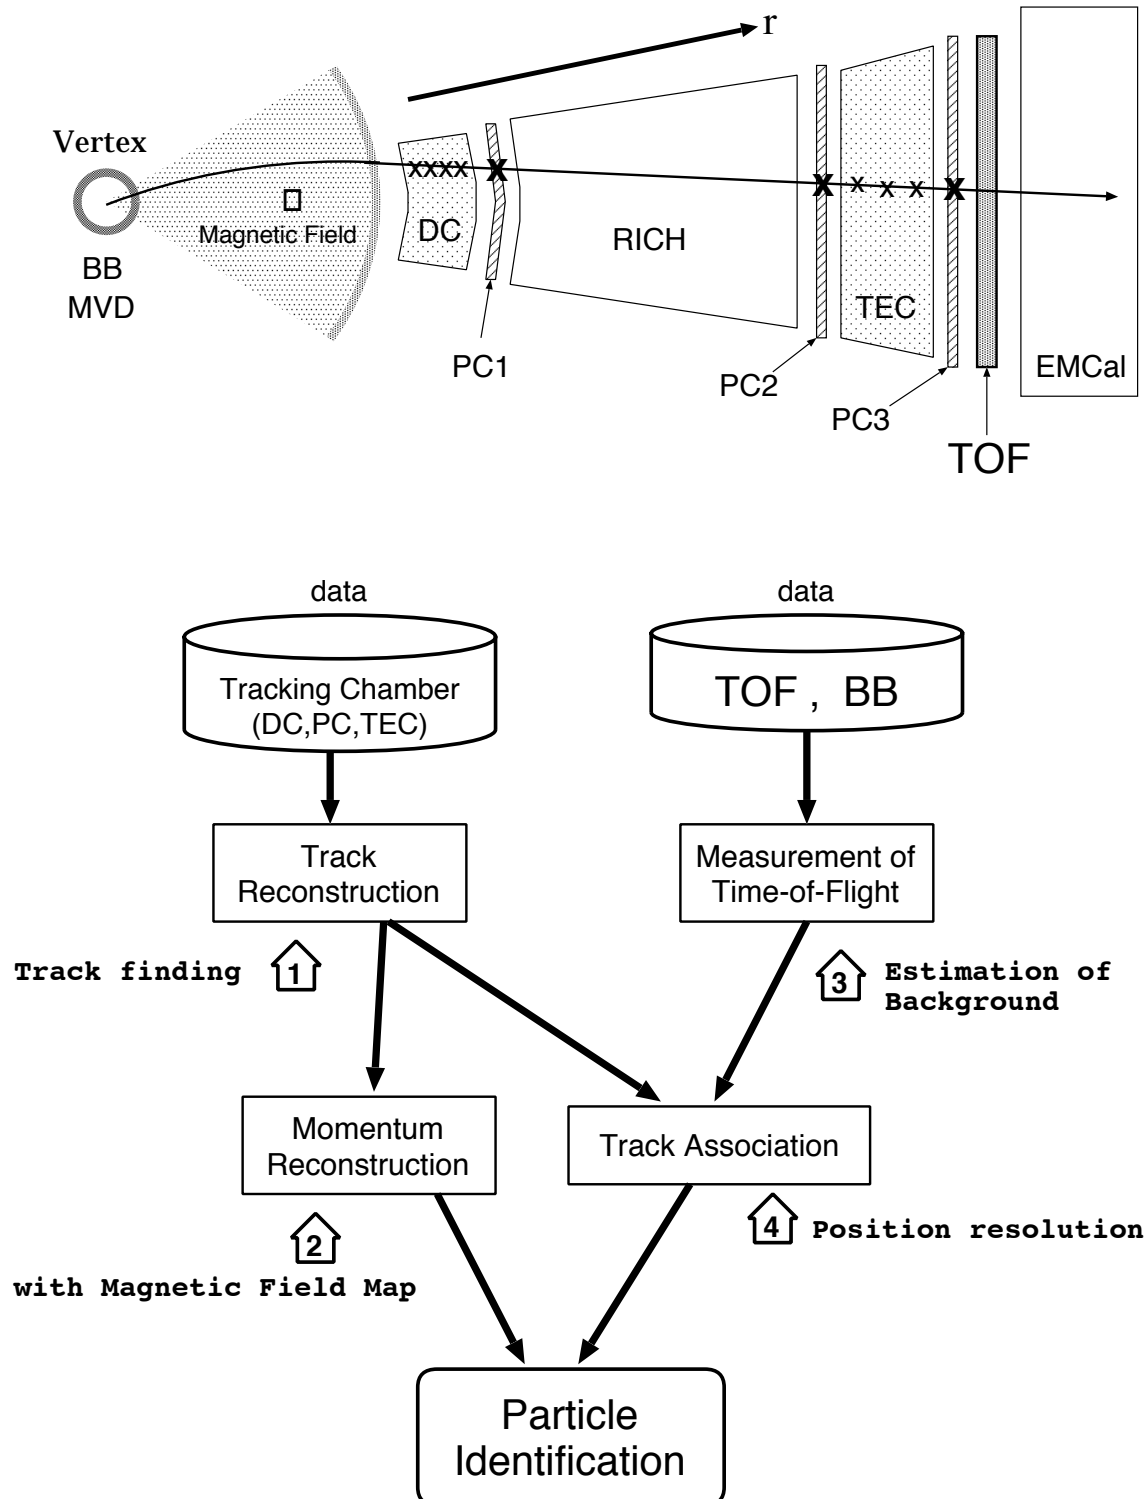 r
Vertex
xxxx
X
X
x x x
X
Magnetic Field
DC
RICH
BB
MVD
TEC
PC1
PC2
EMCal
PC3
TOF
data
data
Tracking Chamber
(DC,PC,TEC)
TOF , BB
Track
Reconstruction
Measurement of
Time-of-Flight
Track finding
1
3
Estimation of
Background
Momentum
Reconstruction
Track Association
2
with Magnetic Field Map
4
Position resolution
Particle
Identification